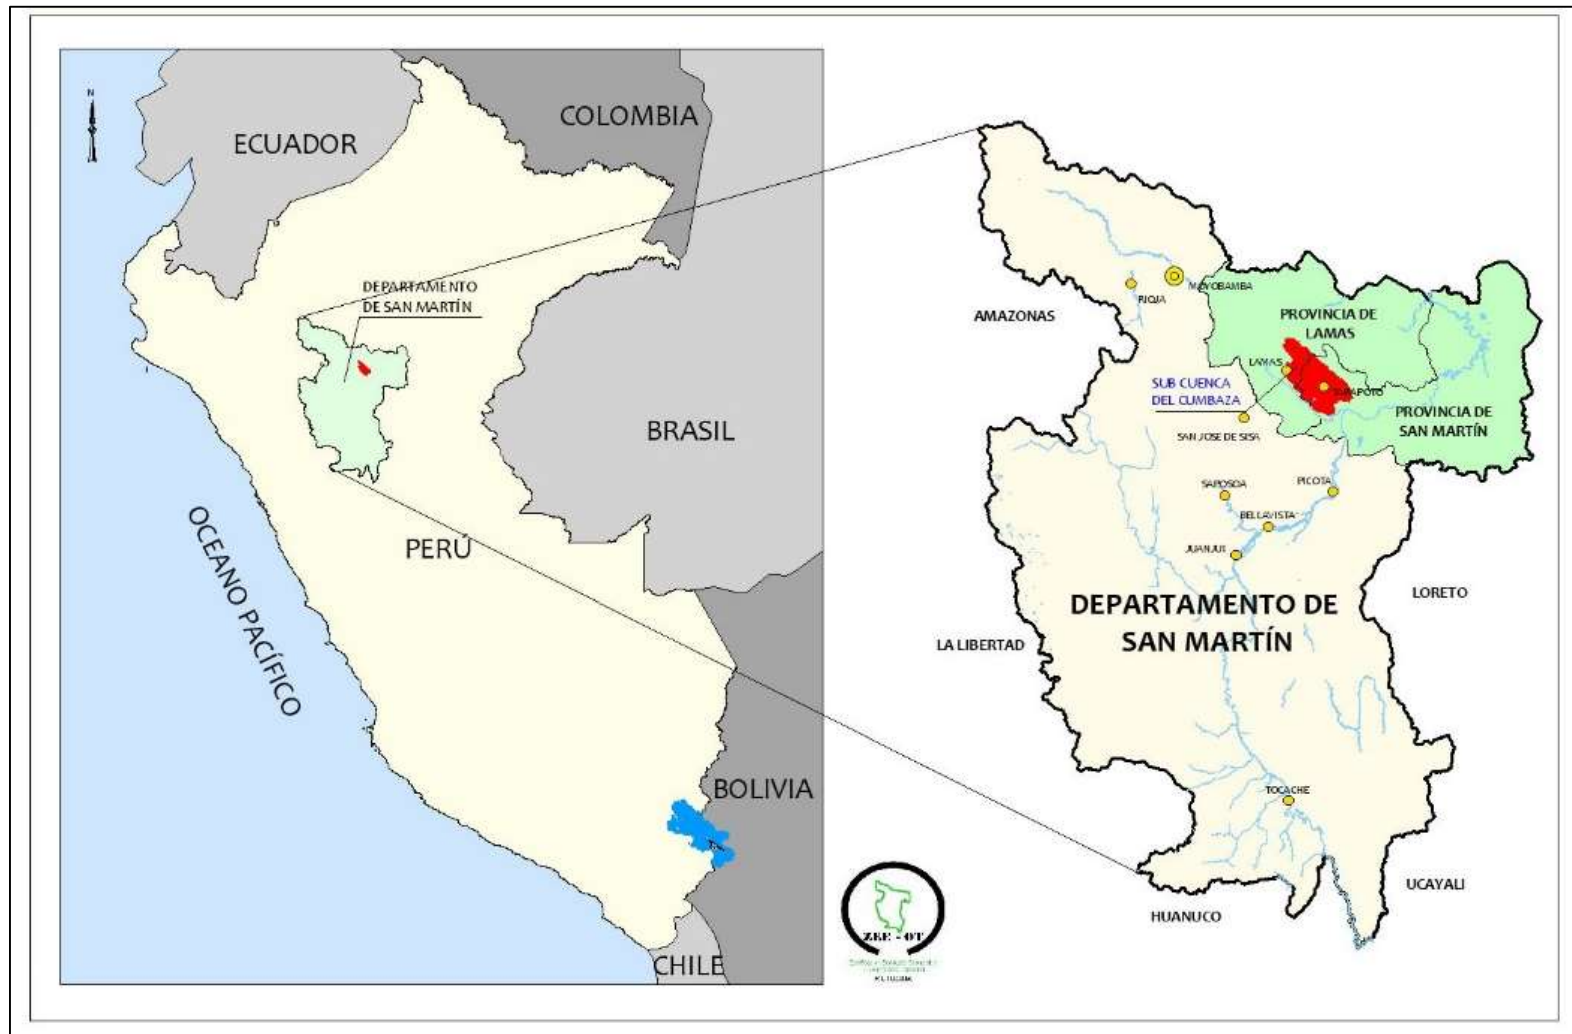 N
ECUADOR
COLOMBIA
DEPARTAMENTO
DE SAN MARTÍN
BRASIL
PERÚ
OCEANO PACÍFICO
BOLIVIA
CHILE
AMAZONAS
RIOJA
MOYOBAMBA
PROVINCIA DE
LAMAS
LAMAS
SUB CUENCA
DEL CUMBAZA
TARAPOTO
PROVINCIA DE
SAN MARTÍN
SAN JOSE DE SISA
SAPOSOA
PICOTA
BELLAVISTA
JUANJUI
DEPARTAMENTO DE
SAN MARTÍN
LORETO
LA LIBERTAD
TOCACHE
UCAYALI
HUANUCO
ZEE - OT